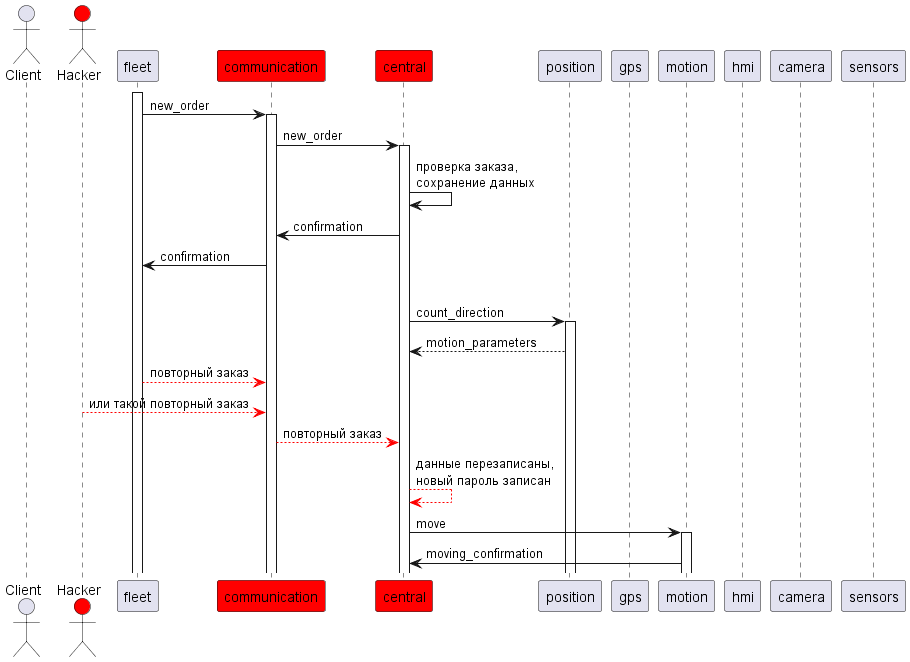 Client
Hacker
fleet
communication
central
position
gps
motion
hmi
camera
sensors
new_order
new_order
проверка заказа,
сохранение данных
confirmation
confirmation
count_direction
motion_parameters
повторный заказ
или такой повторный заказ
повторный заказ
данные перезаписаны,
новый пароль записан
move
moving_confirmation
Client
Hacker
fleet
communication
central
position
gps
motion
hmi
camera
sensors